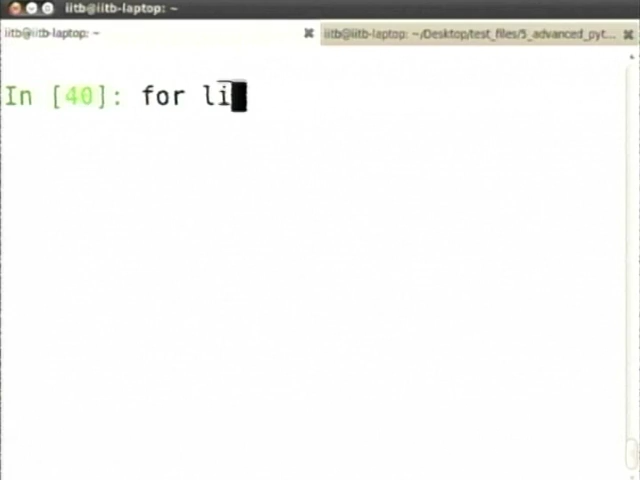 iitb@iitb-laptop: ~
iitb@iitb-laptop: ~
iitb@iitb-laptop: ~/Desktop/test_files/5_advanced_pyt...
In [40]: for li